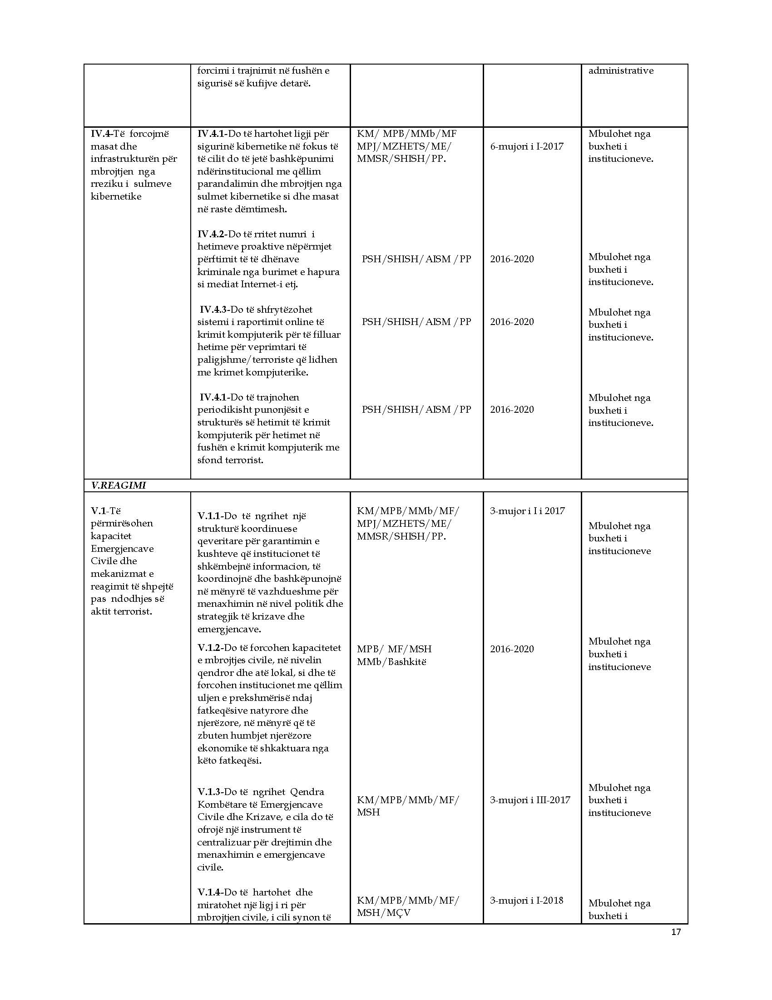 forcimi i trajnimit në fushën e
sigurisë së kufijve detarë.
administrative
IV.4-Të forcojmë
masat dhe
infrastrukturën për
mbrojtjen nga
rreziku i sulmeve
kibernetike
IV.4.1-Do të hartohet ligji për
sigurinë kibernetike në fokus të
të cilit do të jetë bashkëpunimi
ndërinstitucional me qëllim
parandalimin dhe mbrojtjen nga
sulmet kibernetike si dhe masat
në raste dëmtimesh.
KM/ MPB/MMb/MF
MPJ/MZHETS/ME/
MMSR/SHISH/PP.
6-mujori i I-2017
Mbulohet nga
buxheti i
institucioneve.
IV.4.2-Do të rritet numri i
hetimeve proaktive nëpërmjet
përftimit të të dhënave
kriminale nga burimet e hapura
si mediat Internet-i etj.
PSH/SHISH/AISM /PP
2016-2020
Mbulohet nga
buxheti i
institucioneve.
IV.4.3-Do të shfrytëzohet
sistemi i raportimit online të
krimit kompjuterik për të filluar
hetime për veprimtari të
paligjshme/terroriste që lidhen
me krimet kompjuterike.
PSH/SHISH/AISM /PP
2016-2020
Mbulohet nga
buxheti i
institucioneve.
IV.4.1-Do të trajnohen
periodikisht punonjësit e
strukturës së hetimit të krimit
kompjuterik për hetimet në
fushën e krimit kompjuterik me
sfond terrorist.
PSH/SHISH/AISM /PP
2016-2020
Mbulohet nga
buxheti i
institucioneve.
V.REAGIMI
V.1-Të
përmirësohen
kapacitet
Emergjencave
Civile dhe
mekanizmat e
reagimit të shpejtë
pas ndodhjes së
aktit terrorist.
V.1.1-Do të ngrihet një
strukturë koordinuese
qeveritare për garantimin e
kushteve që institucionet të
shkëmbejnë informacion, të
koordinojnë dhe bashkëpunojnë
në mënyrë të vazhdueshme për
menaxhimin në nivel politik dhe
strategjik të krizave dhe
emergjencave.
KM/MPB/MMb/MF/
MPJ/MZHETS/ME/
MMSR/SHISH/PP.
3-mujor i I i 2017
Mbulohet nga
buxheti i
institucioneve
V.1.2-Do të forcohen kapacitetet
e mbrojtjes civile, në nivelin
qendror dhe atë lokal, si dhe të
forcohen institucionet me qëllim
uljen e prekshmërisë ndaj
fatkeqësive natyrore dhe
njerëzore, në mënyrë që të
zbuten humbjet njerëzore
ekonomike të shkaktuara nga
këto fatkeqësi.
MPB/ MF/MSH
MMb/Bashkitë
2016-2020
Mbulohet nga
buxheti i
institucioneve
V.1.3-Do të ngrihet Qendra
Kombëtare të Emergjencave
Civile dhe Krizave, e cila do të
ofrojë një instrument të
centralizuar për drejtimin dhe
menaxhimin e emergjencave
civile.
KM/MPB/MMb/MF/
MSH
3-mujori i III-2017
Mbulohet nga
buxheti i
institucioneve
V.1.4-Do të hartohet dhe
miratohet një ligj i ri për
mbrojtjen civile, i cili synon të
KM/MPB/MMb/MF/
MSH/MÇV
3-mujori i I-2018
Mbulohet nga
buxheti i
17